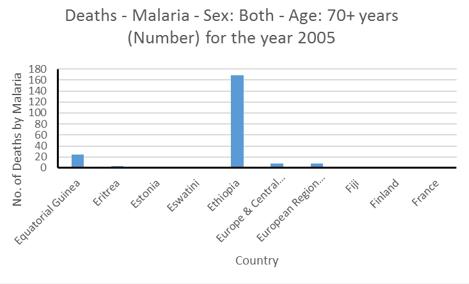 Deaths - Malaria - Sex: Both - Age: 70+ years
(Number) for the year 2005
No. of Deaths by Malaria
180
160
140
120
100
80
60
40
20
0
Equatorial Guinea
Eritrea
Estonia
Eswatini
Ethiopia
Europe & Central...
European Region...
Fiji
Finland
France
Country